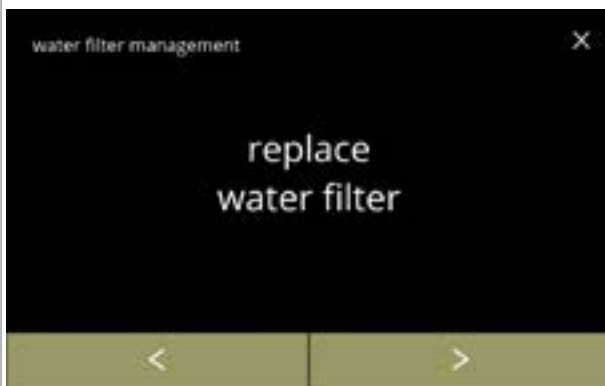 water filter management
replace
water filter
< >